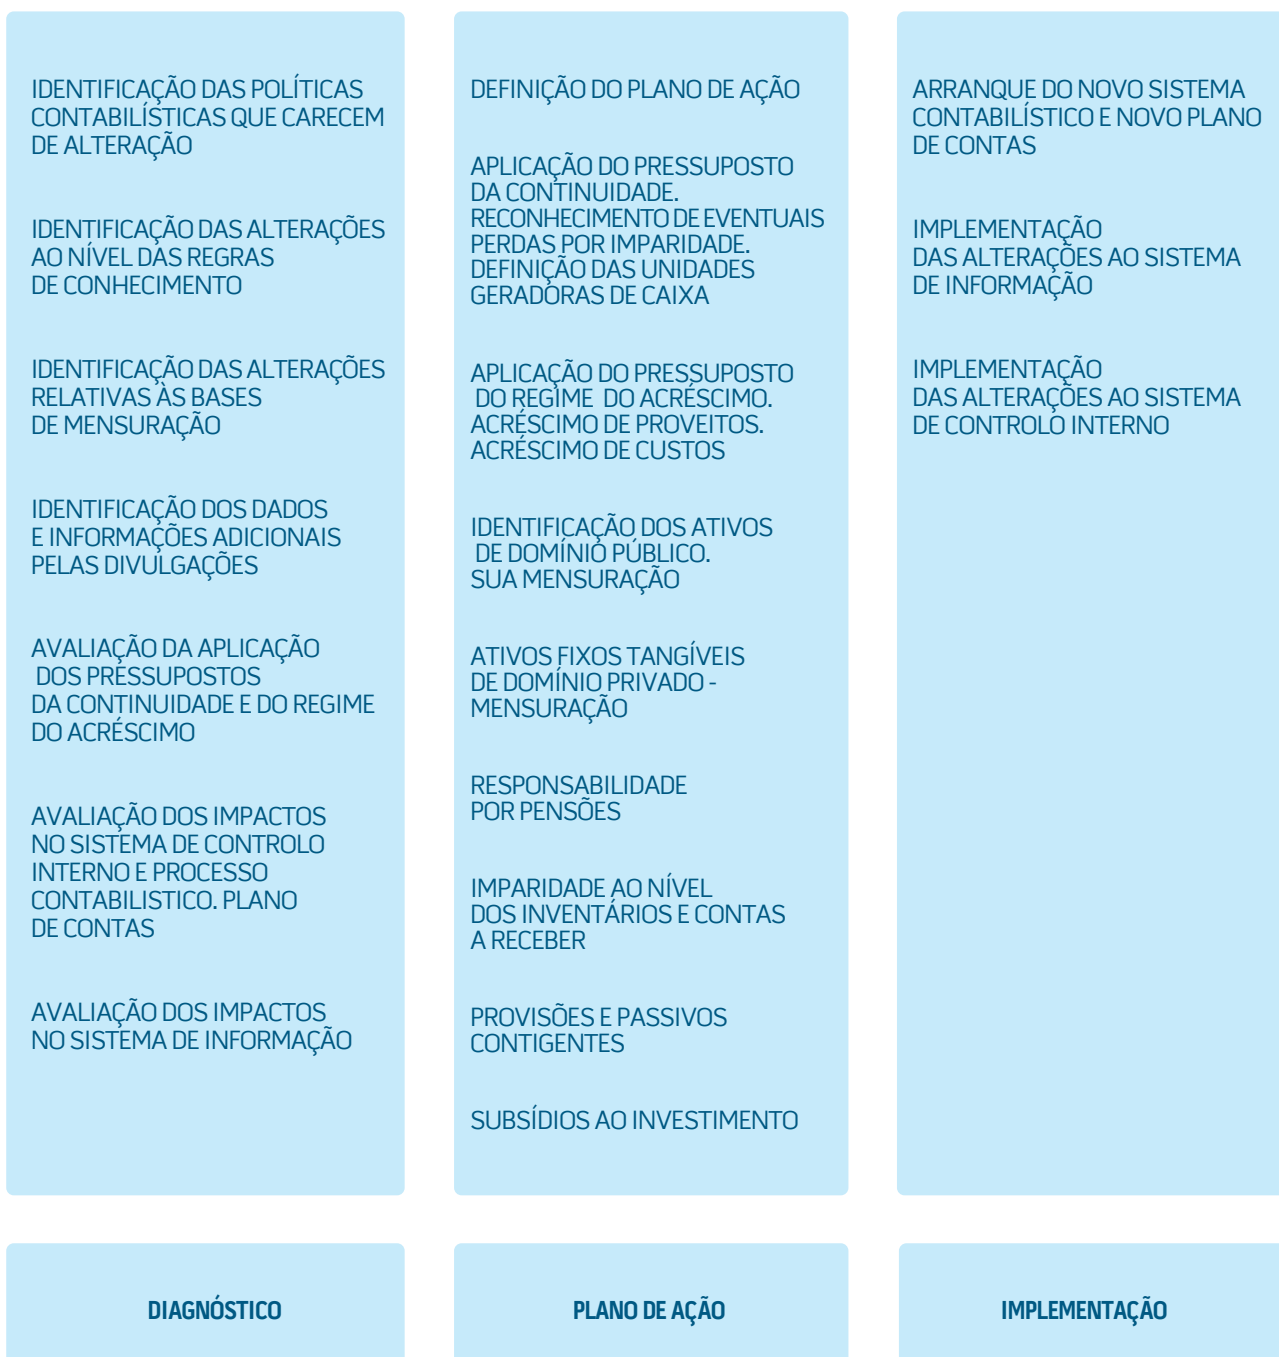 IDENTIFICAÇÃO DAS POLÍTICAS
CONTABILÍSTICAS QUE CARECEM
DE ALTERAÇÃO
IDENTIFICAÇÃO DAS ALTERAÇÕES
AO NÍVEL DAS REGRAS
DE CONHECIMENTO
IDENTIFICAÇÃO DAS ALTERAÇÕES
RELATIVAS ÀS BASES
DE MENSURAÇÃO
IDENTIFICAÇÃO DOS DADOS
E INFORMAÇÕES ADICIONAIS
PELAS DIVULGAÇÕES
AVALIAÇÃO DA APLICAÇÃO
DOS PRESSUPOSTOS
DA CONTINUIDADE E DO REGIME
DO ACRÉSCIMO
AVALIAÇÃO DOS IMPACTOS
NO SISTEMA DE CONTROLO
INTERNO E PROCESSO
CONTABILISTICO. PLANO
DE CONTAS
AVALIAÇÃO DOS IMPACTOS
NO SISTEMA DE INFORMAÇÃO
DEFINIÇÃO DO PLANO DE AÇÃO
APLICAÇÃO DO PRESSUPOSTO
DA CONTINUIDADE.
RECONHECIMENTO DE EVENTUAIS
PERDAS POR IMPARIDADE.
DEFINIÇÃO DAS UNIDADES
GERADORAS DE CAIXA
APLICAÇÃO DO PRESSUPOSTO
DO REGIME DO ACRÉSCIMO.
ACRÉSCIMO DE PROVEITOS.
ACRÉSCIMO DE CUSTOS
IDENTIFICAÇÃO DOS ATIVOS
DE DOMÍNIO PÚBLICO.
SUA MENSURAÇÃO
ATIVOS FIXOS TANGÍVEIS
DE DOMÍNIO PRIVADO -
MENSURAÇÃO
RESPONSABILIDADE
POR PENSÕES
IMPARIDADE AO NÍVEL
DOS INVENTÁRIOS E CONTAS
A RECEBER
PROVISÕES E PASSIVOS
CONTIGENTES
SUBSÍDIOS AO INVESTIMENTO
ARRANQUE DO NOVO SISTEMA
CONTABILÍSTICO E NOVO PLANO
DE CONTAS
IMPLEMENTAÇÃO
DAS ALTERAÇÕES AO SISTEMA
DE INFORMAÇÃO
IMPLEMENTAÇÃO
DAS ALTERAÇÕES AO SISTEMA
DE CONTROLO INTERNO
DIAGNÓSTICO
PLANO DE AÇÃO
IMPLEMENTAÇÃO